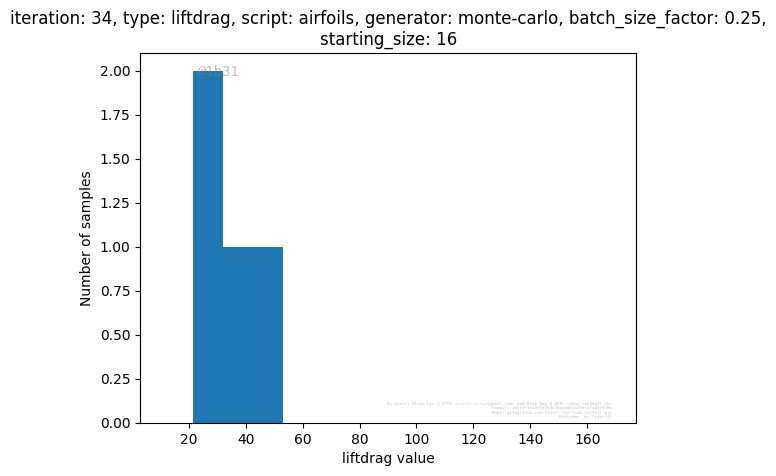 iteration: 34, type: liftdrag, script: airfoils, generator: monte-carlo, batch_size_factor: 0.25,
starting_size: 16
@1b31
2.00
1.75
1.50
1.25
1.00
0.75
0.50
0.25
0.00
Number of samples
20 40 60 80 100 120 140 160
liftdrag value